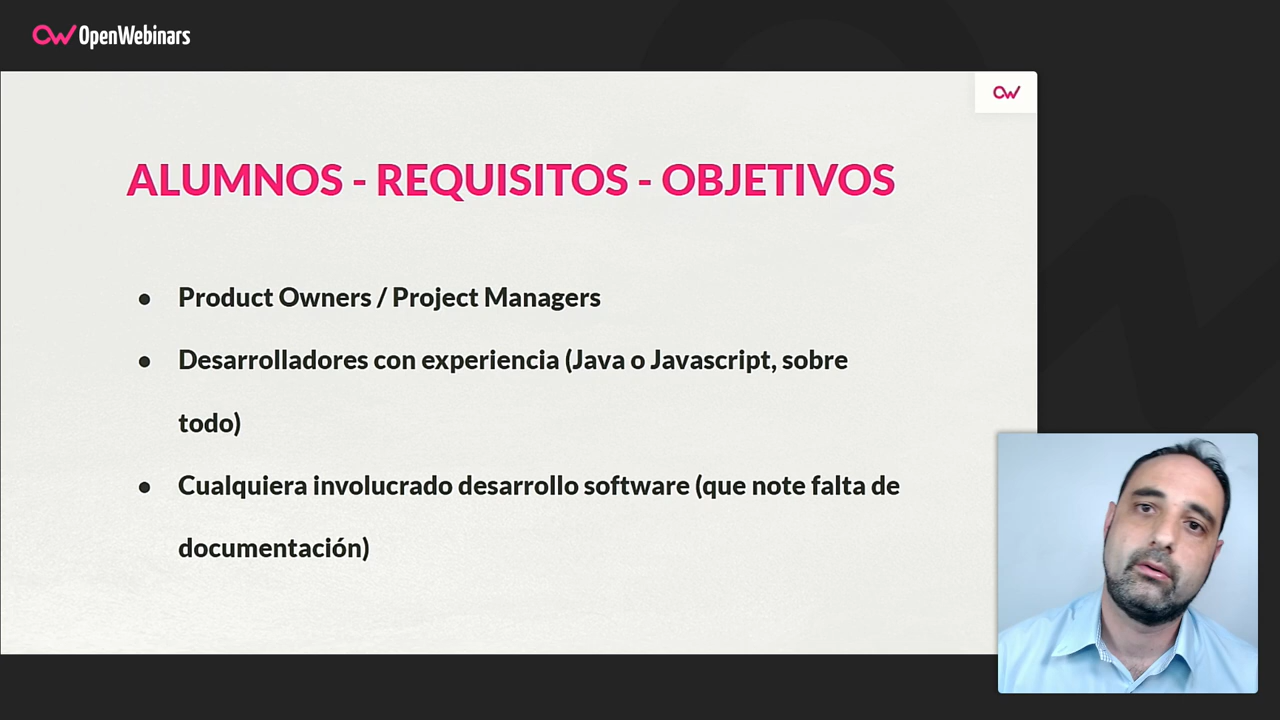 OpenWebinars
ALUMNOS - REQUISITOS - OBJETIVOS
● Product Owners / Project Managers
● Desarrolladores con experiencia (Java o Javascript, sobre
todo)
● Cualquiera involucrado desarrollo software (que note falta de
documentación)